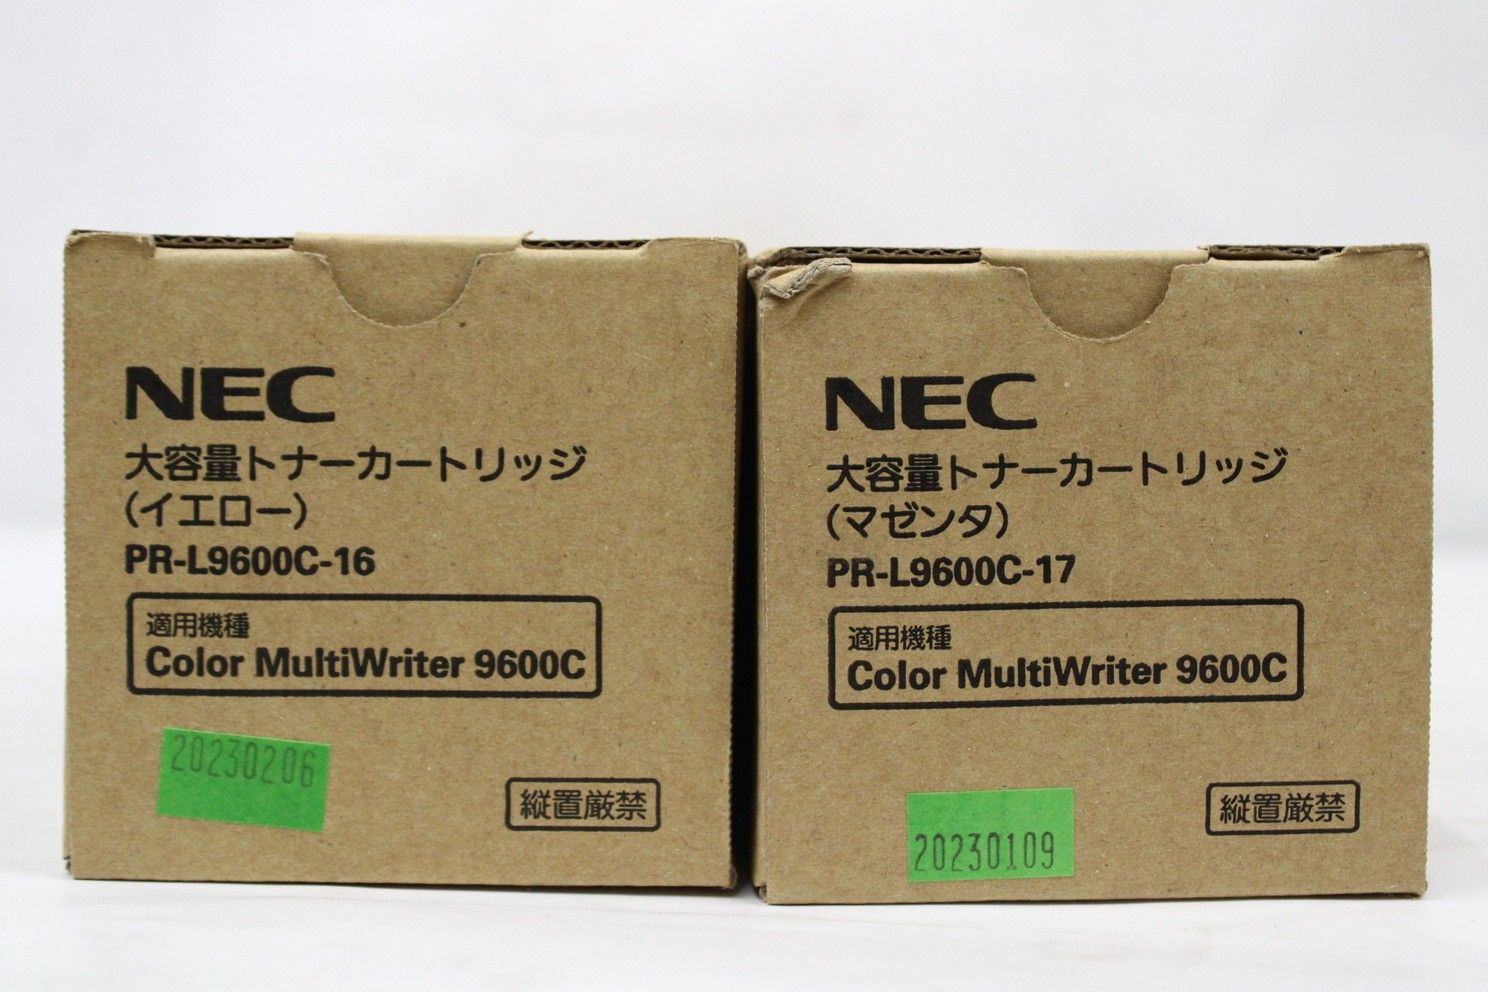 NEC
大容量トナーカートリッジ
(イエロー)
PR-L9600C-16
適用機種
Color MultiWriter 9600C
20230206
縦置厳禁
NEC
大容量トナーカートリッジ
(マゼンタ)
PR-L9600C-17
適用機種
Color MultiWriter 9600C
20230109
縦置厳禁